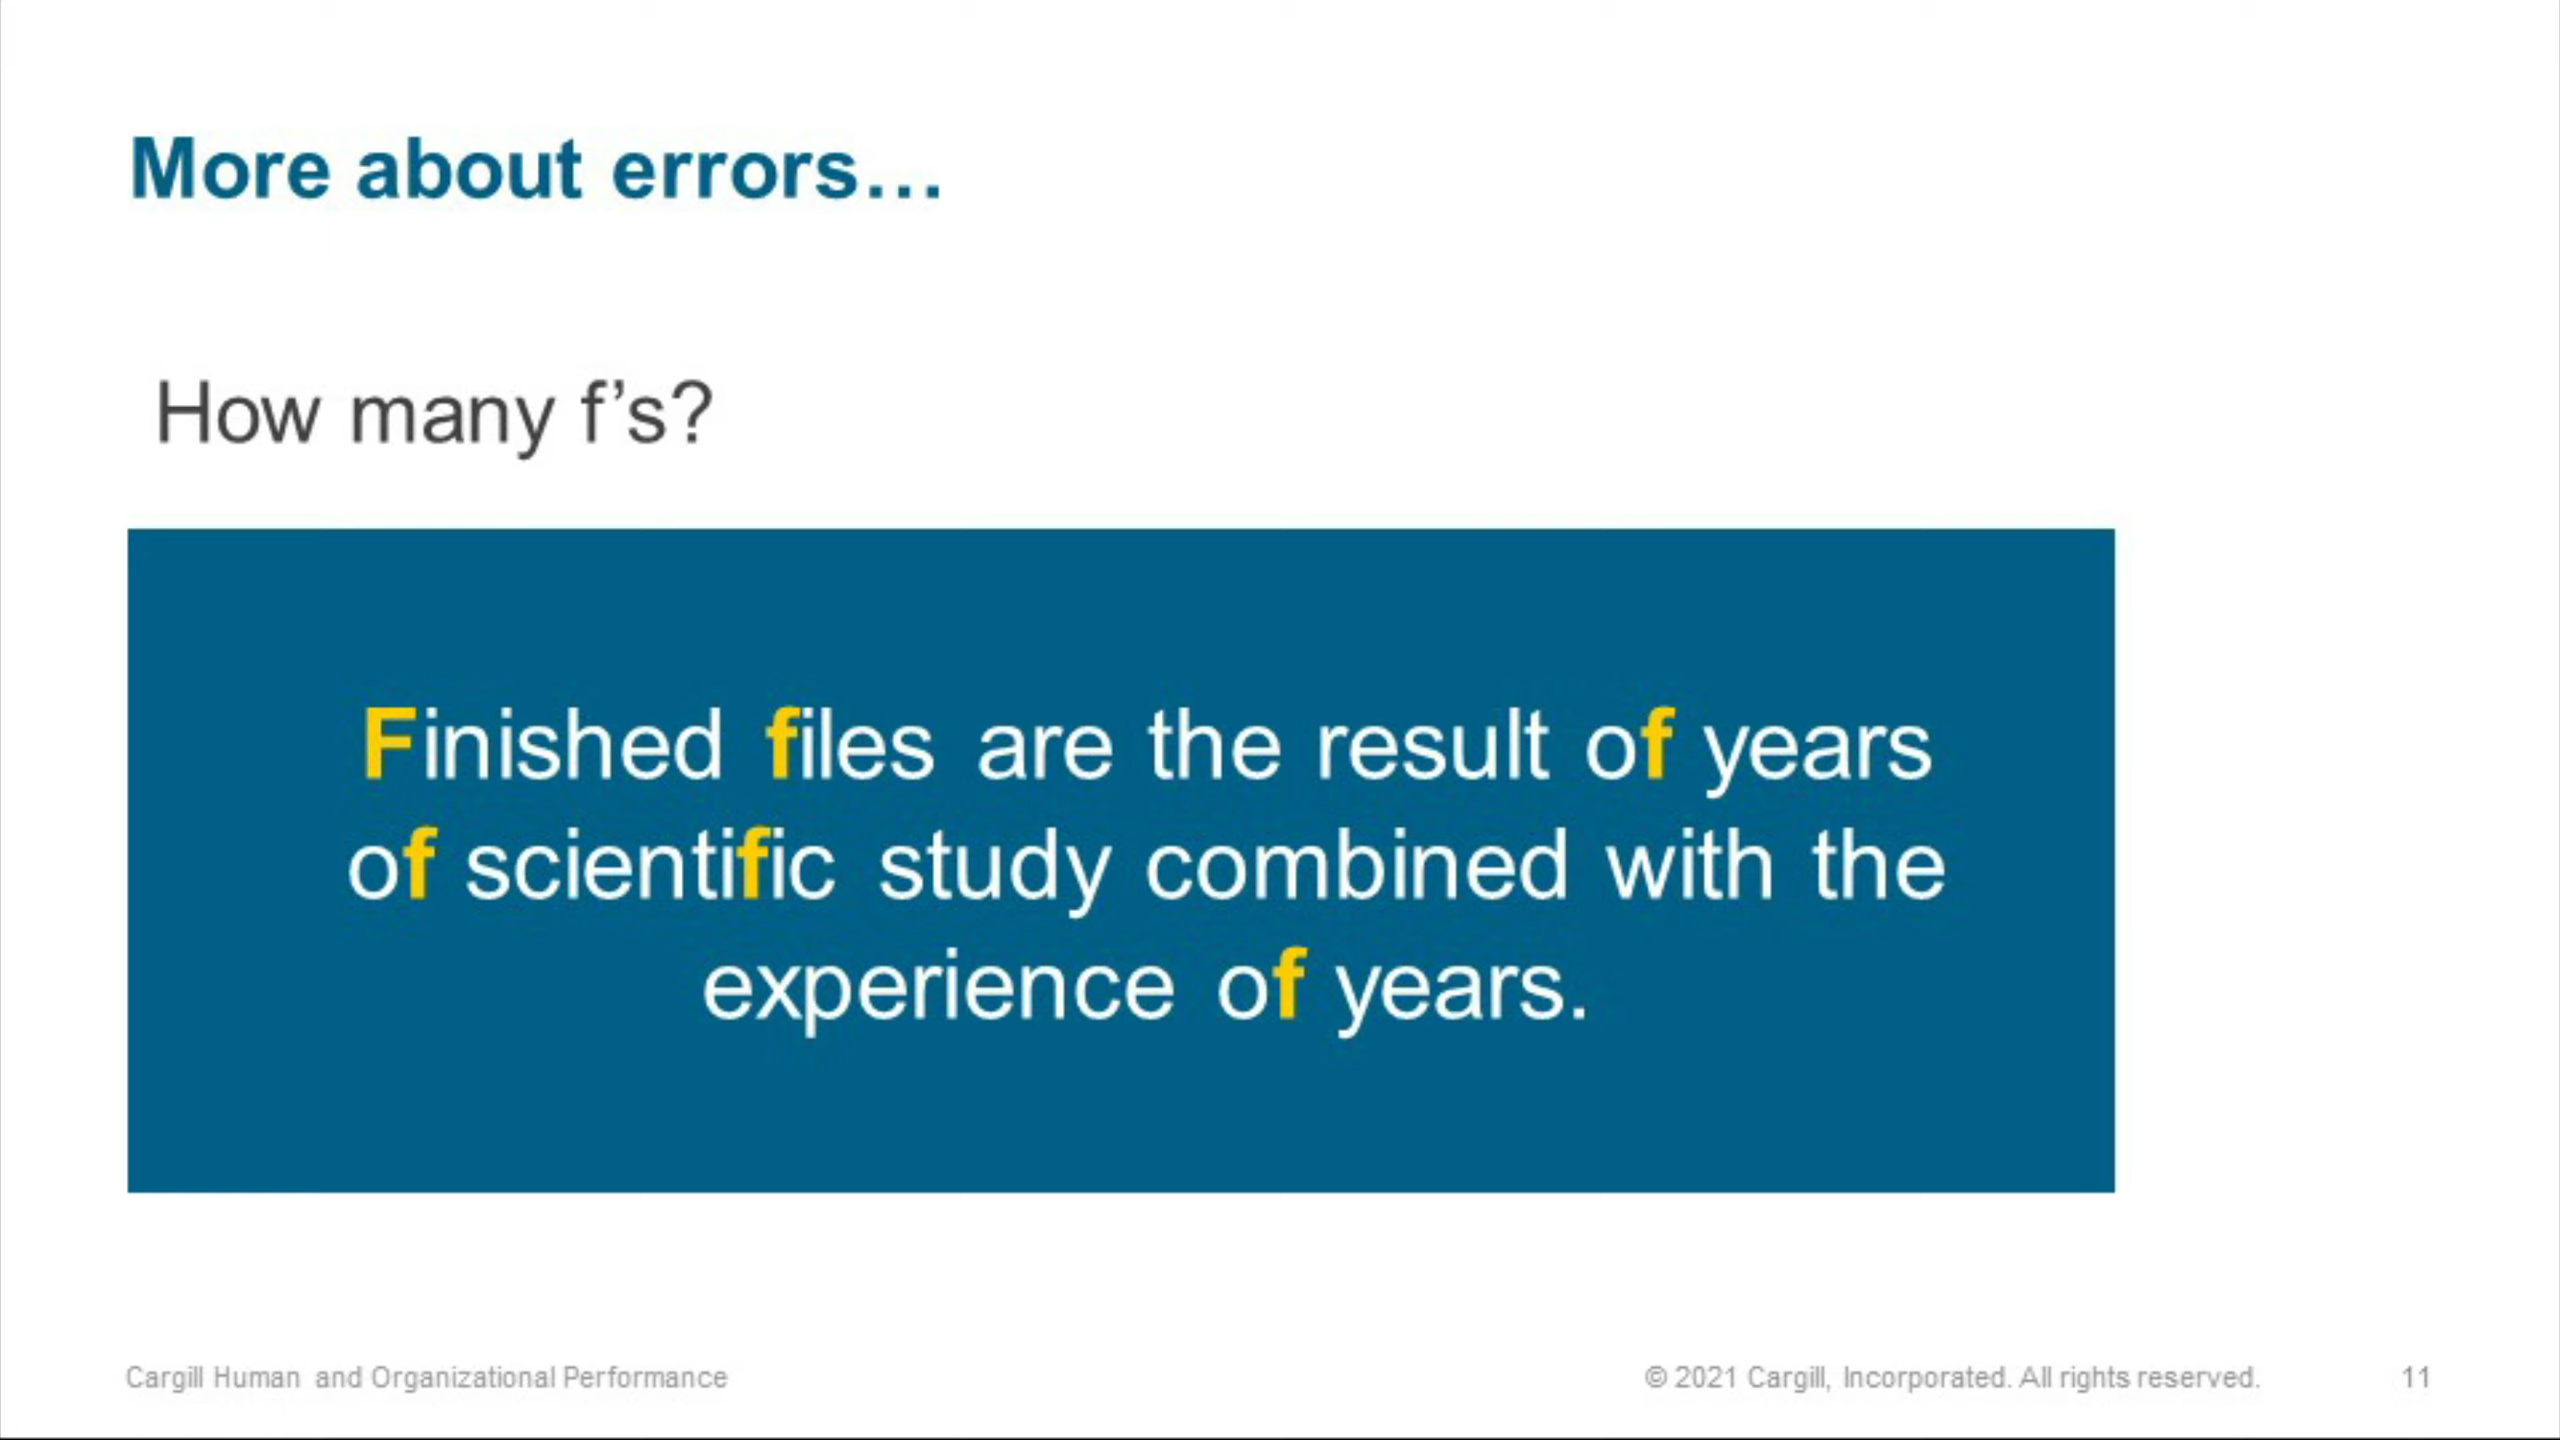 More about errors…
How many f’s?
Finished files are the result of years
of scientific study combined with the
experience of years.
Cargill Human and Organizational Performance
© 2021 Cargill, Incorporated. All rights reserved.
11